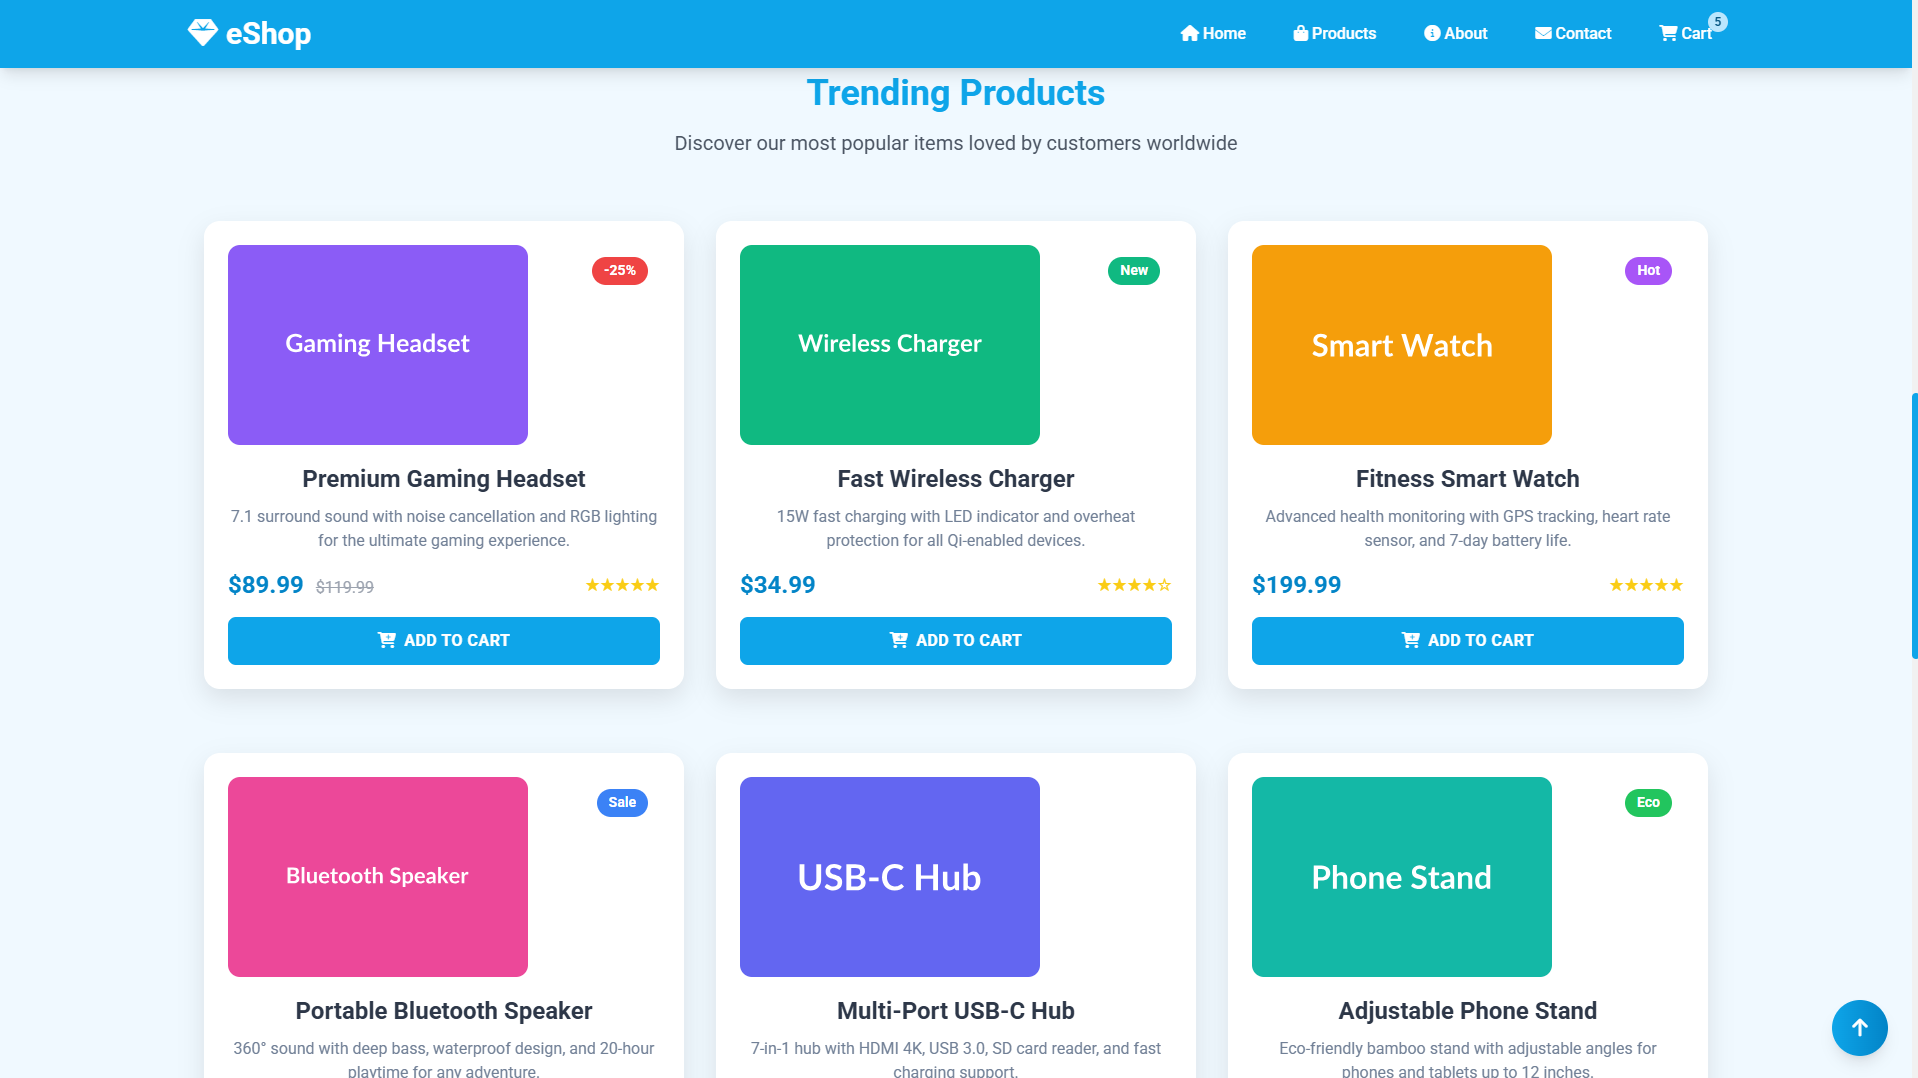 eShop
Home
Products
About
Contact
Cart
5
Trending Products
Discover our most popular items loved by customers worldwide
Gaming Headset
-25%
Premium Gaming Headset
7.1 surround sound with noise cancellation and RGB lighting
for the ultimate gaming experience.
$89.99 $119.99 ★★★★★
ADD TO CART
Wireless Charger
New
Fast Wireless Charger
15W fast charging with LED indicator and overheat
protection for all Qi-enabled devices.
$34.99 ★★★★☆
ADD TO CART
Smart Watch
Hot
Fitness Smart Watch
Advanced health monitoring with GPS tracking, heart rate
sensor, and 7-day battery life.
$199.99 ★★★★★
ADD TO CART
Bluetooth Speaker
Sale
Portable Bluetooth Speaker
360° sound with deep bass, waterproof design, and 20-hour
playtime for any adventure.
USB-C Hub
Multi-Port USB-C Hub
7-in-1 hub with HDMI 4K, USB 3.0, SD card reader, and fast
charging support.
Phone Stand
Eco
Adjustable Phone Stand
Eco-friendly bamboo stand with adjustable angles for
phones and tablets up to 12 inches.